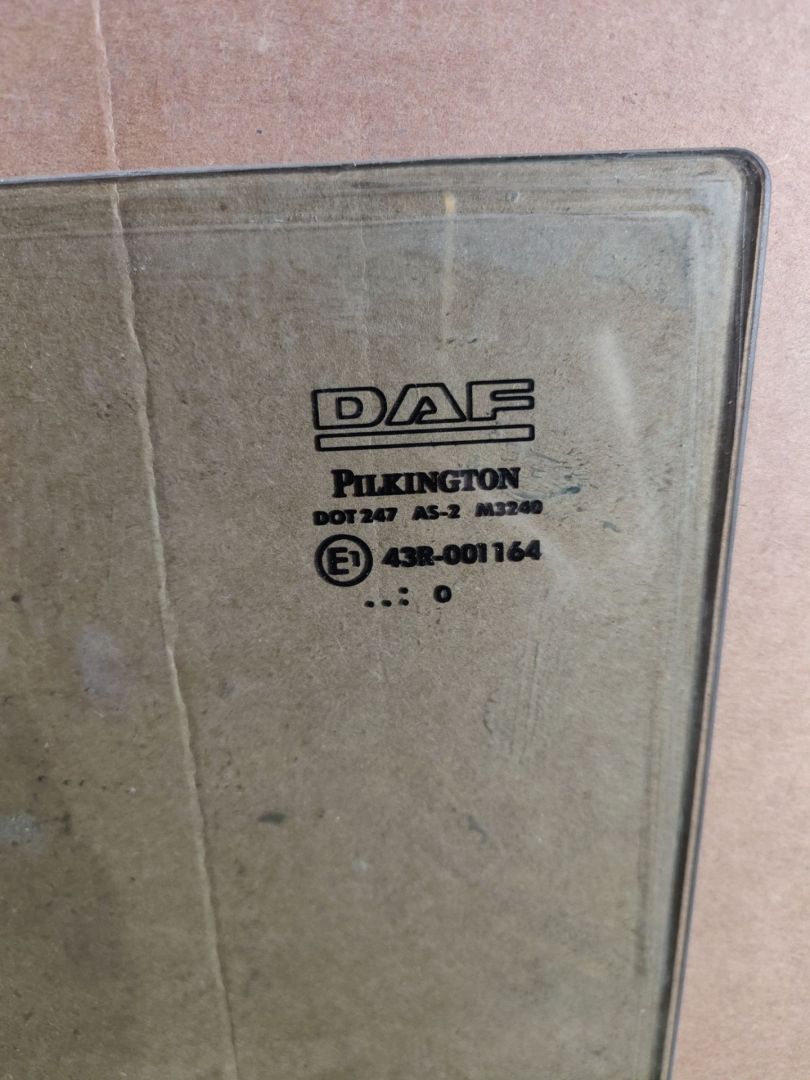 DAF
PILKINGTON
DOT 247 AS-2 M3240
E1 43R-001164
..: 0